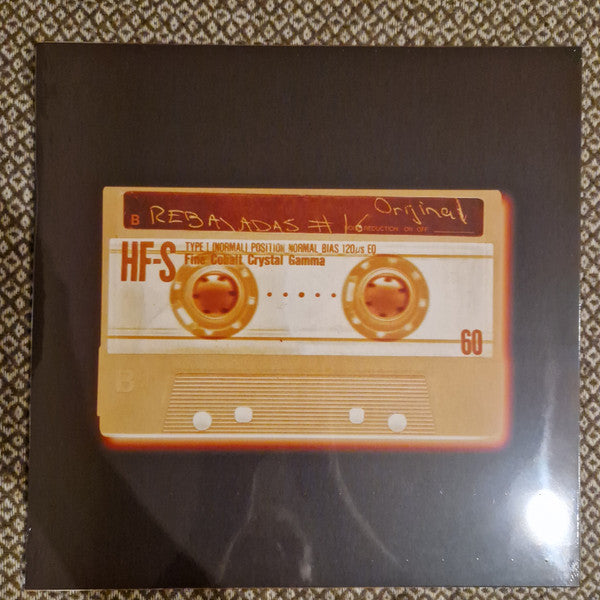 B REBAJADAS #16 Original
NOISE REDUCTION ON OFF
HF-S TYPE I (NORMAL) POSITION NORMAL BIAS 120µs EQ
Fine Cobalt Crystal Gamma
60
B